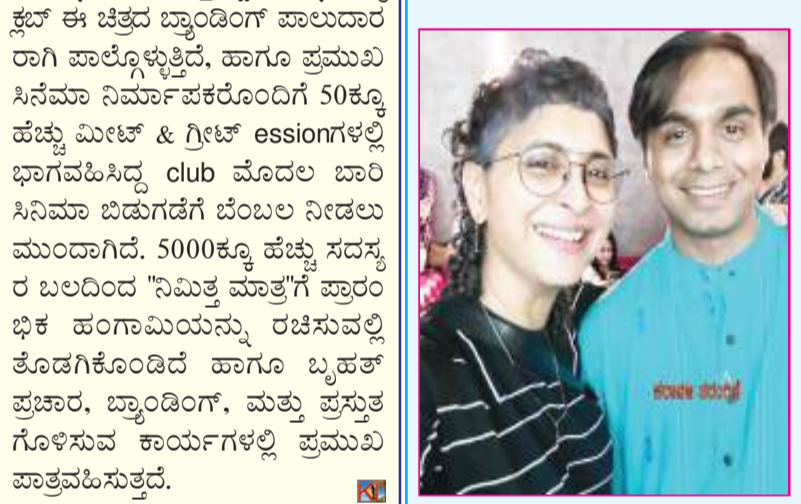 ಕ್ಲಬ್ ಈ ಚಿತ್ರದ ಬ್ರ್ಯಾಂಡಿಂಗ್ ಪಾಲುದಾರ
ರಾಗಿ ಪಾಲ್ಗೊಳ್ಳುತ್ತಿದೆ, ಹಾಗೂ ಪ್ರಮುಖ
ಸಿನೆಮಾ ನಿರ್ಮಾಪಕರೊಂದಿಗೆ 50ಕ್ಕೂ
ಹೆಚ್ಚು ಮೀಟ್ & ಗ್ರೀಟ್ essionಗಳಲ್ಲಿ
ಭಾಗವಹಿಸಿದ್ದ club ಮೊದಲ ಬಾರಿ
ಸಿನಿಮಾ ಬಿಡುಗಡೆಗೆ ಬೆಂಬಲ ನೀಡಲು
ಮುಂದಾಗಿದೆ. 5000ಕ್ಕೂ ಹೆಚ್ಚು ಸದಸ್ಯ
ರ ಬಲದಿಂದ "ನಿಮಿತ್ತ ಮಾತ್ರ"ಗೆ ಪ್ರಾರಂ
ಭಿಕ ಹಂಗಾಮಿಯನ್ನು ರಚಿಸುವಲ್ಲಿ
ತೊಡಗಿಕೊಂಡಿದೆ ಹಾಗೂ ಬೃಹತ್
ಪ್ರಚಾರ, ಬ್ರ್ಯಾಂಡಿಂಗ್, ಮತ್ತು ಪ್ರಸ್ತುತ
ಗೊಳಿಸುವ ಕಾರ್ಯಗಳಲ್ಲಿ ಪ್ರಮುಖ
ಪಾತ್ರವಹಿಸುತ್ತದೆ.